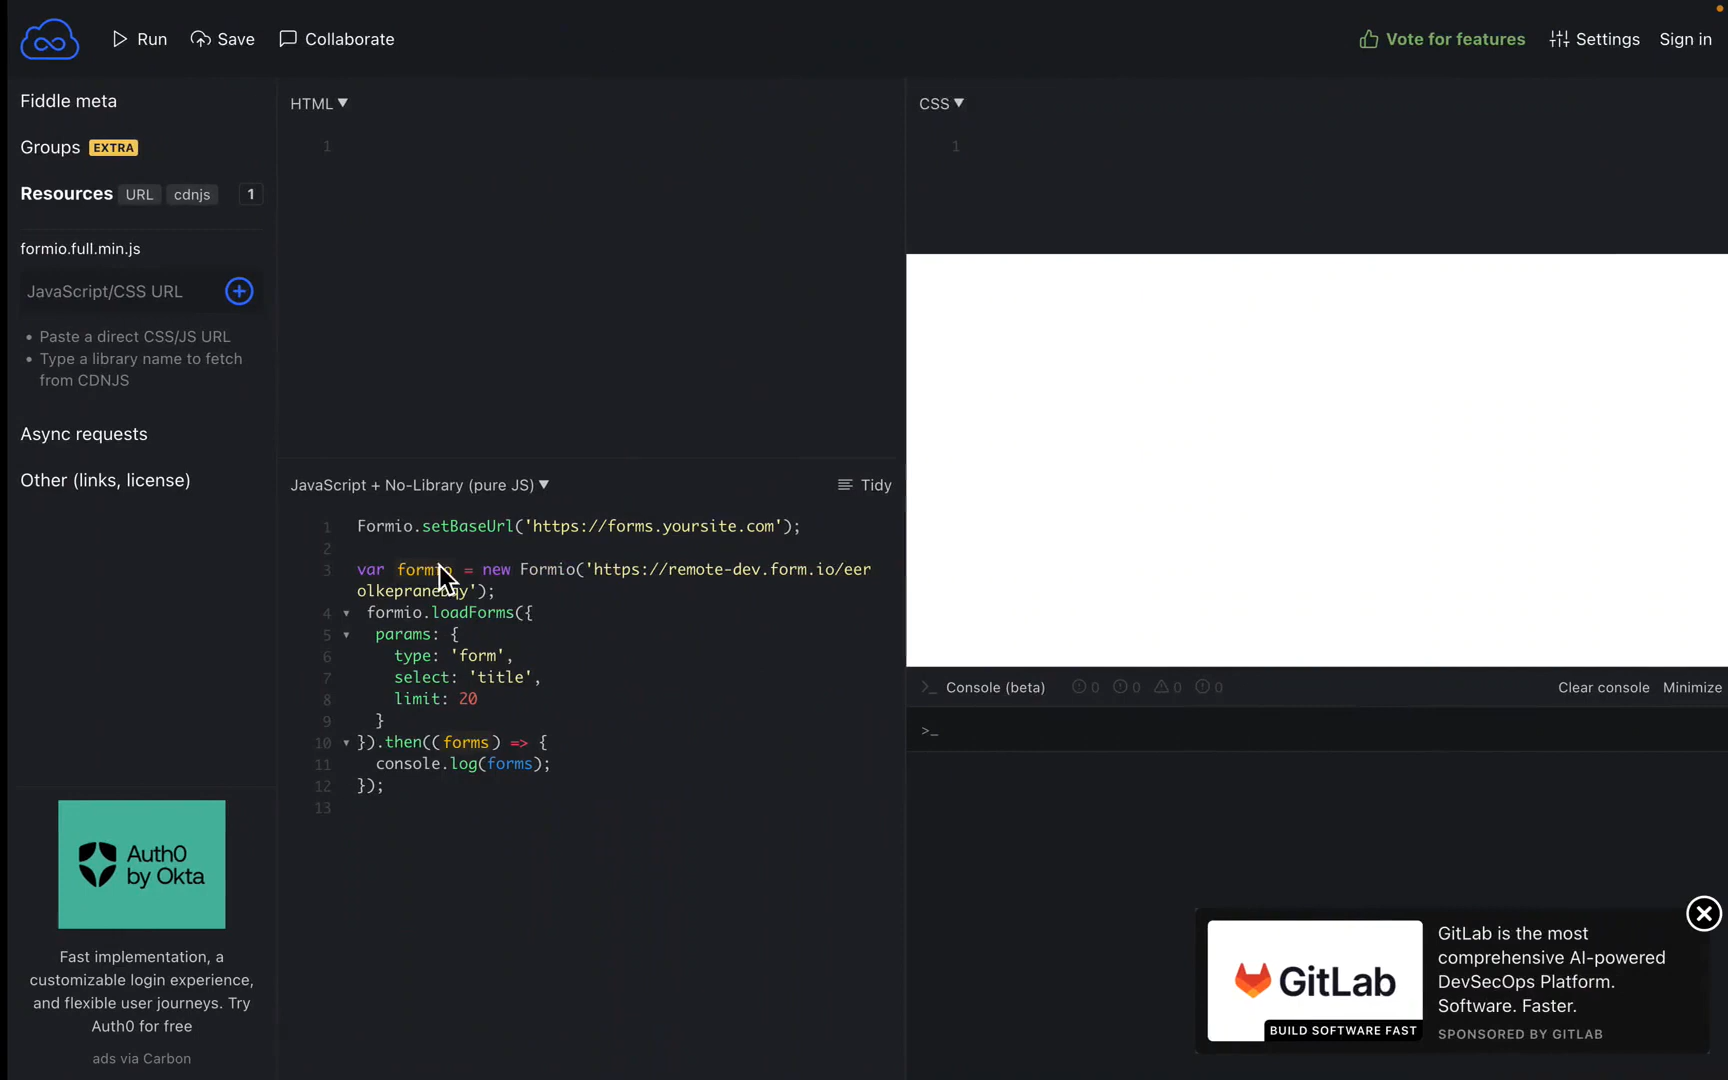 Run Save Collaborate Vote for features Settings Sign in
Fiddle meta
Groups EXTRA
Resources URL cdnjs 1
formio.full.min.js
JavaScript/CSS URL
• Paste a direct CSS/JS URL
• Type a library name to fetch
from CDNJS
Async requests
Other (links, license)
Auth0
by Okta
Fast implementation, a
customizable login experience,
and flexible user journeys. Try
Auth0 for free
ads via Carbon
HTML ▼
1
JavaScript + No-Library (pure JS) ▼ Tidy
1 Formio.setBaseUrl('https://forms.yoursite.com');
2
3 var formio = new Formio('https://remote-dev.form.io/eer
olkepranebqy');
4 ▼ formio.loadForms({
5 ▼ params: {
6 type: 'form',
7 select: 'title',
8 limit: 20
9 }
10 ▼ }).then((forms) => {
11 console.log(forms);
12 });
13
CSS ▼
1
>_ Console (beta) 0 0 0 0 Clear console Minimize
>_
GitLab
BUILD SOFTWARE FAST
GitLab is the most
comprehensive AI-powered
DevSecOps Platform.
Software. Faster.
SPONSORED BY GITLAB